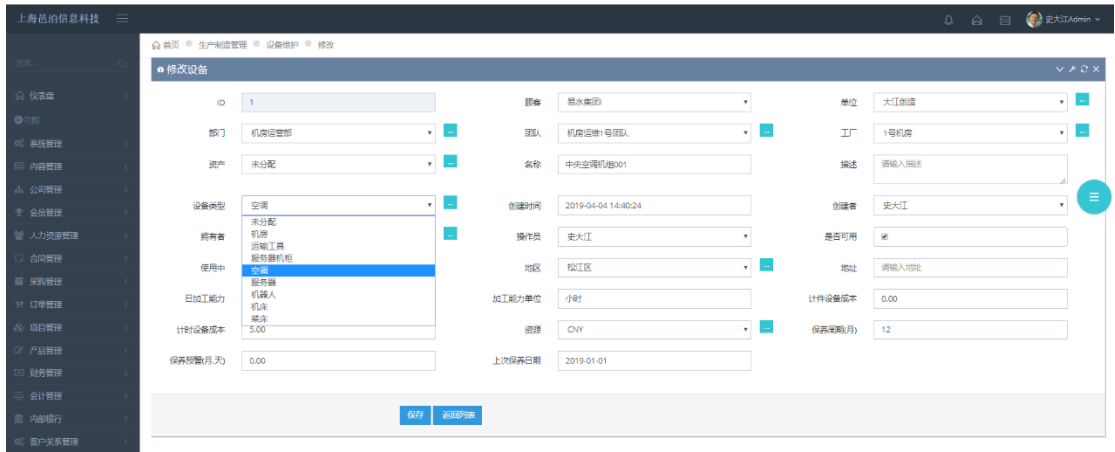 上海芭泊信息科技
史大江Admin
首页 生产制造管理 设备维护 修改
搜索...
修改设备
仪表盘
功能
系统管理
内容管理
公司管理
会员管理
人力资源管理
合同管理
采购管理
订单管理
项目管理
产品管理
财务管理
会计管理
内部银行
客户关系管理
ID 1 顾客 易水集团 单位 大江创造
部门 机房运营部 团队 机房运维1号团队 工厂 1号机房
资产 未分配 名称 中央空调机组001 描述 请输入描述
设备类型 空调 创建时间 2019-04-04 14:40:24 创建者 史大江
未分配
机房
运输工具
服务器机柜
空调
服务器
机器人
机床
菜床
拥有者 操作员 史大江 是否可用
使用中 地区 松江区 地址 请输入地址
日加工能力 加工能力单位 小时 计件设备成本 0.00
计时设备成本 5.00 资源 CNY 保养周期(月) 12
保养预警(月.天) 0.00 上次保养日期 2019-01-01
保存 返回列表